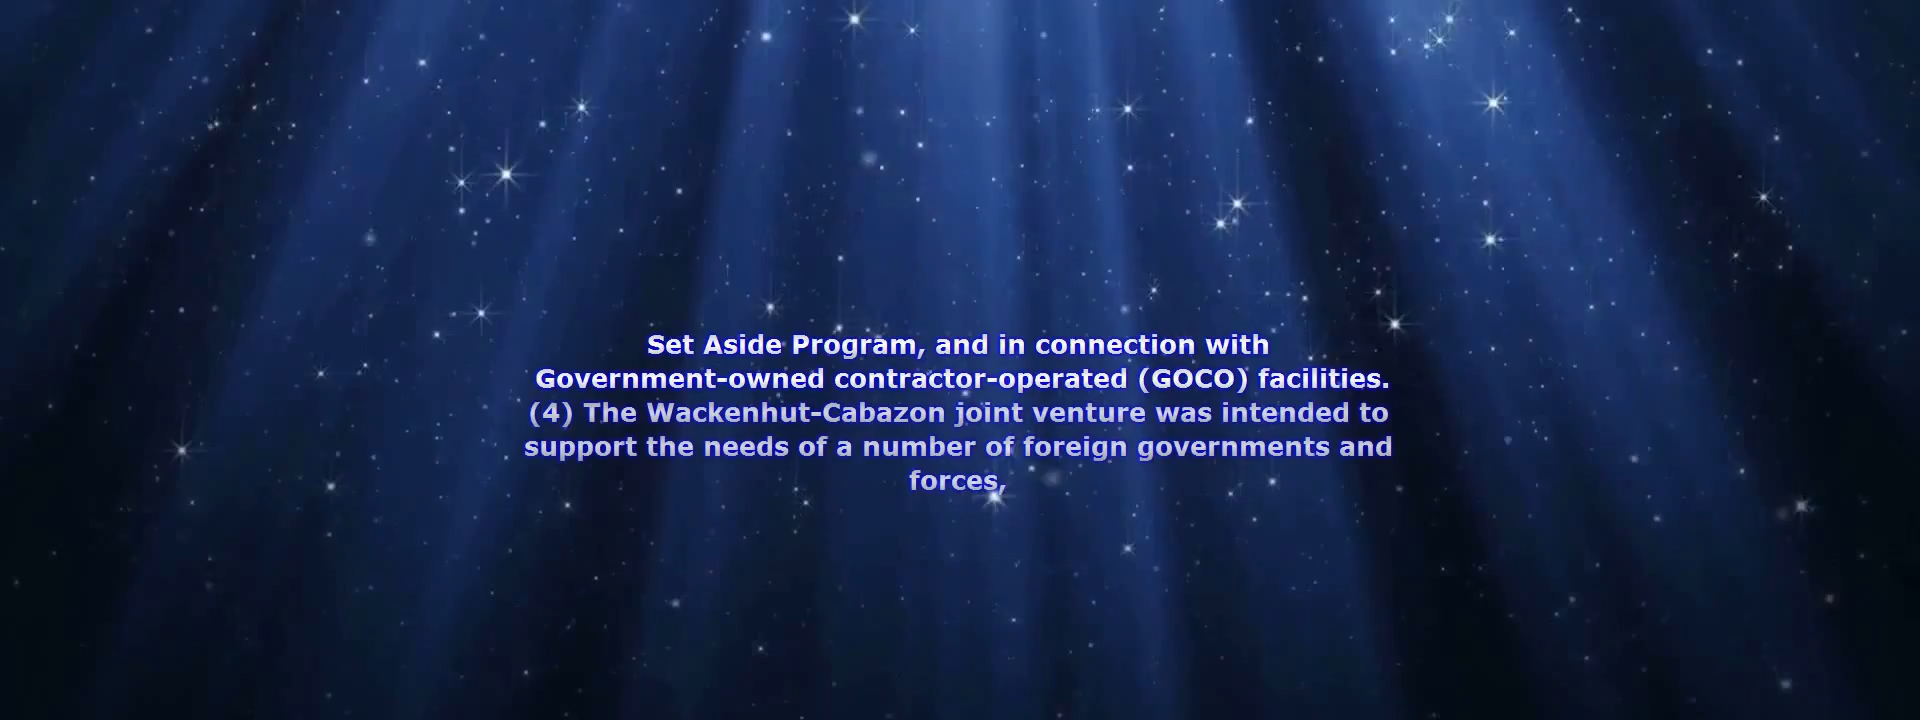 Set Aside Program, and in connection with
Government-owned contractor-operated (GOCO) facilities.
(4) The Wackenhut-Cabazon joint venture was intended to
support the needs of a number of foreign governments and
forces,